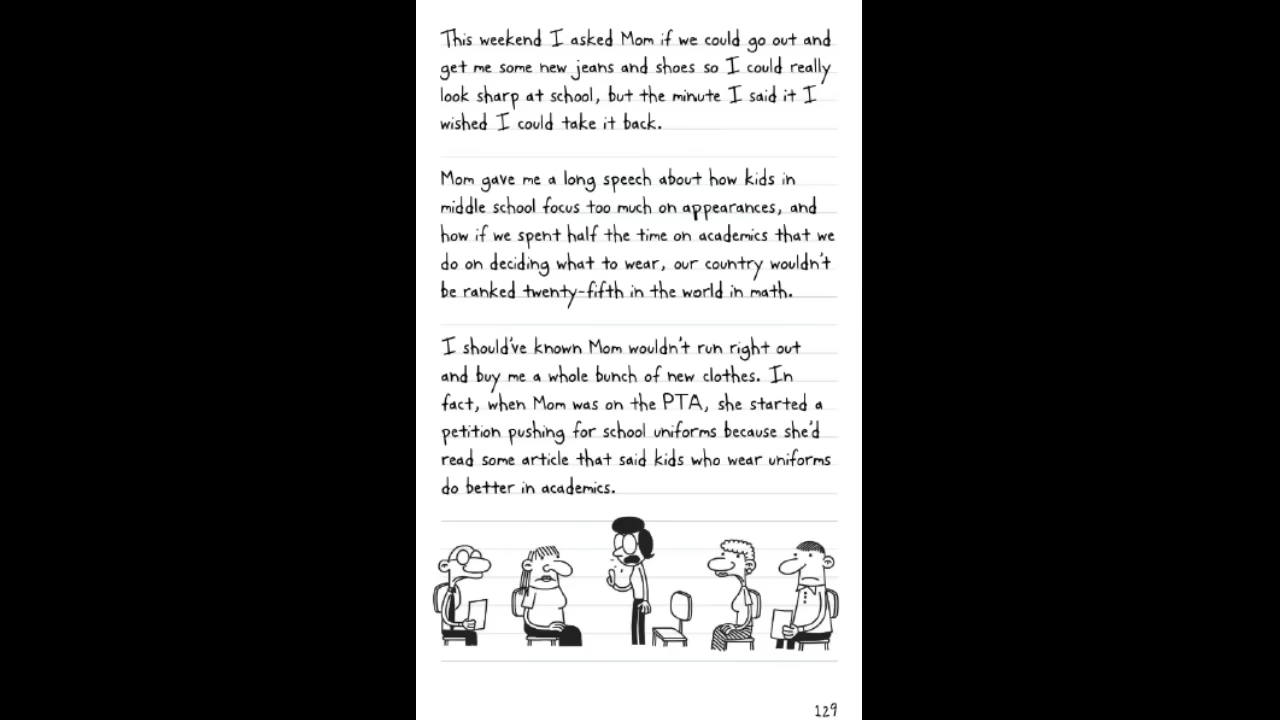 This weekend I asked Mom if we could go out and
get me some new jeans and shoes so I could really
look sharp at school, but the minute I said it I
wished I could take it back.
Mom gave me a long speech about how kids in
middle school focus too much on appearances, and
how if we spent half the time on academics that we
do on deciding what to wear, our country wouldn't
be ranked twenty-fifth in the world in math.
I should've known Mom wouldn't run right out
and buy me a whole bunch of new clothes. In
fact, when Mom was on the PTA, she started a
petition pushing for school uniforms because she'd
read some article that said kids who wear uniforms
do better in academics.
129